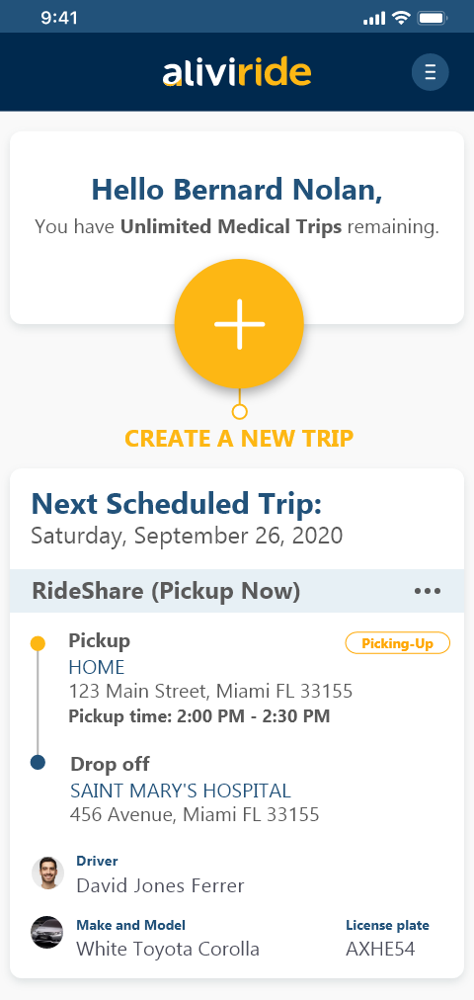 9:41
aliviride
Hello Bernard Nolan,
You have Unlimited Medical Trips remaining.
CREATE A NEW TRIP
Next Scheduled Trip:
Saturday, September 26, 2020
RideShare (Pickup Now)
Pickup
Picking-Up
HOME
123 Main Street, Miami FL 33155
Pickup time: 2:00 PM - 2:30 PM
Drop off
SAINT MARY'S HOSPITAL
456 Avenue, Miami FL 33155
Driver
David Jones Ferrer
Make and Model
License plate
White Toyota Corolla
AXHE54